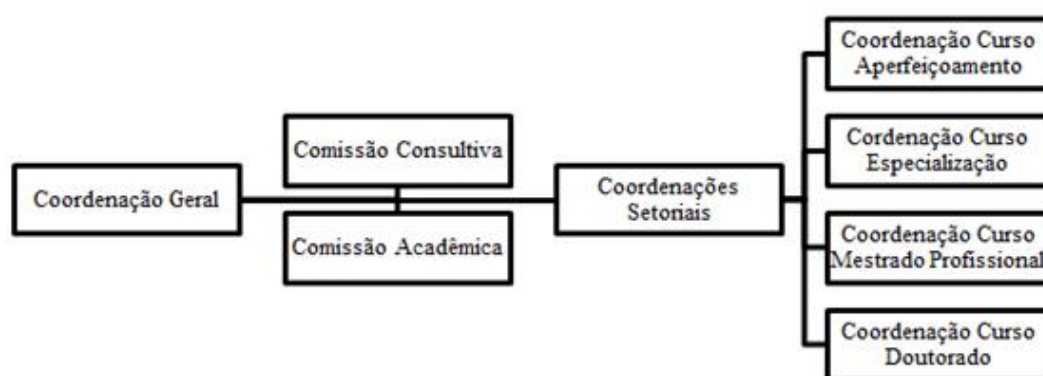 Coordenação Geral
Comissão Consultiva
Comissão Acadêmica
Coordenações
Setoriais
Coordenação Curso
Aperfeiçoamento
Cordenação Curso
Especialização
Coordenação Curso
Mestrado Profissional
Coordenação Curso
Doutorado